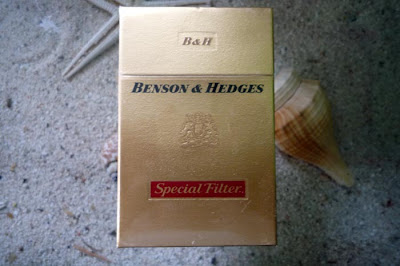 B&H
BENSON & HEDGES
Special Filter